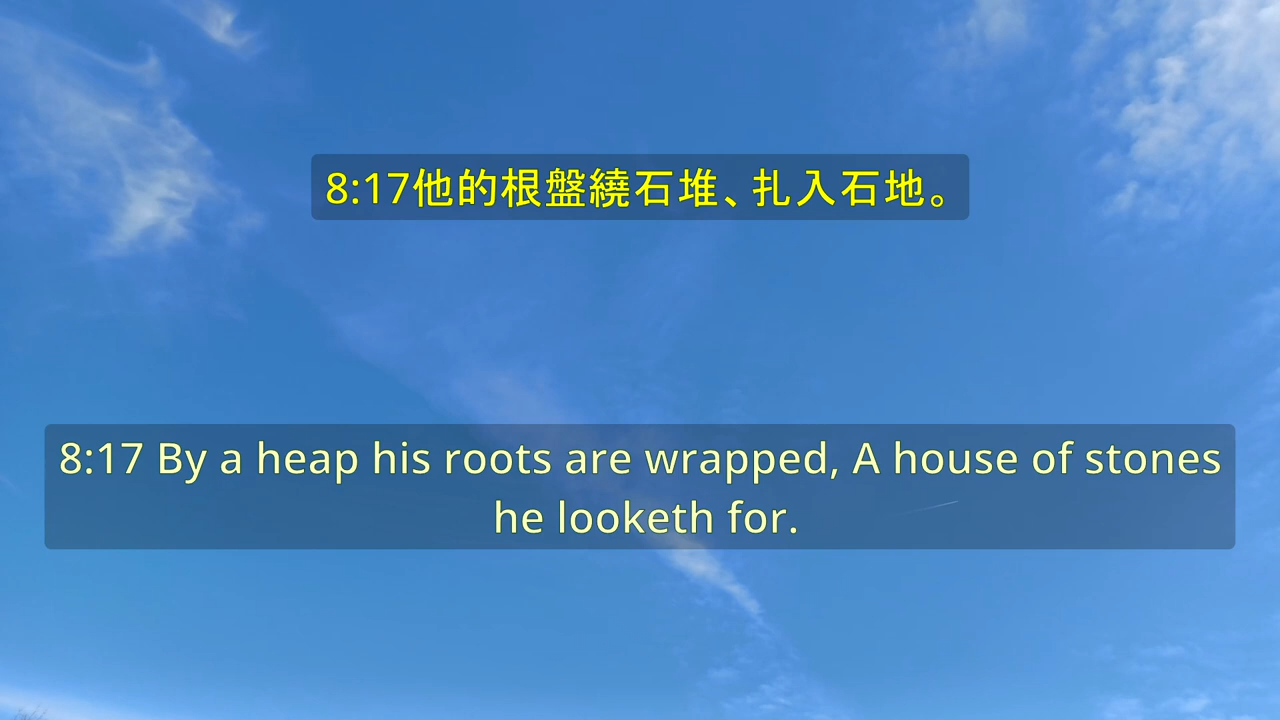 8:17他的根盤繞石堆、扎入石地。
8:17 By a heap his roots are wrapped, A house of stones
he looketh for.